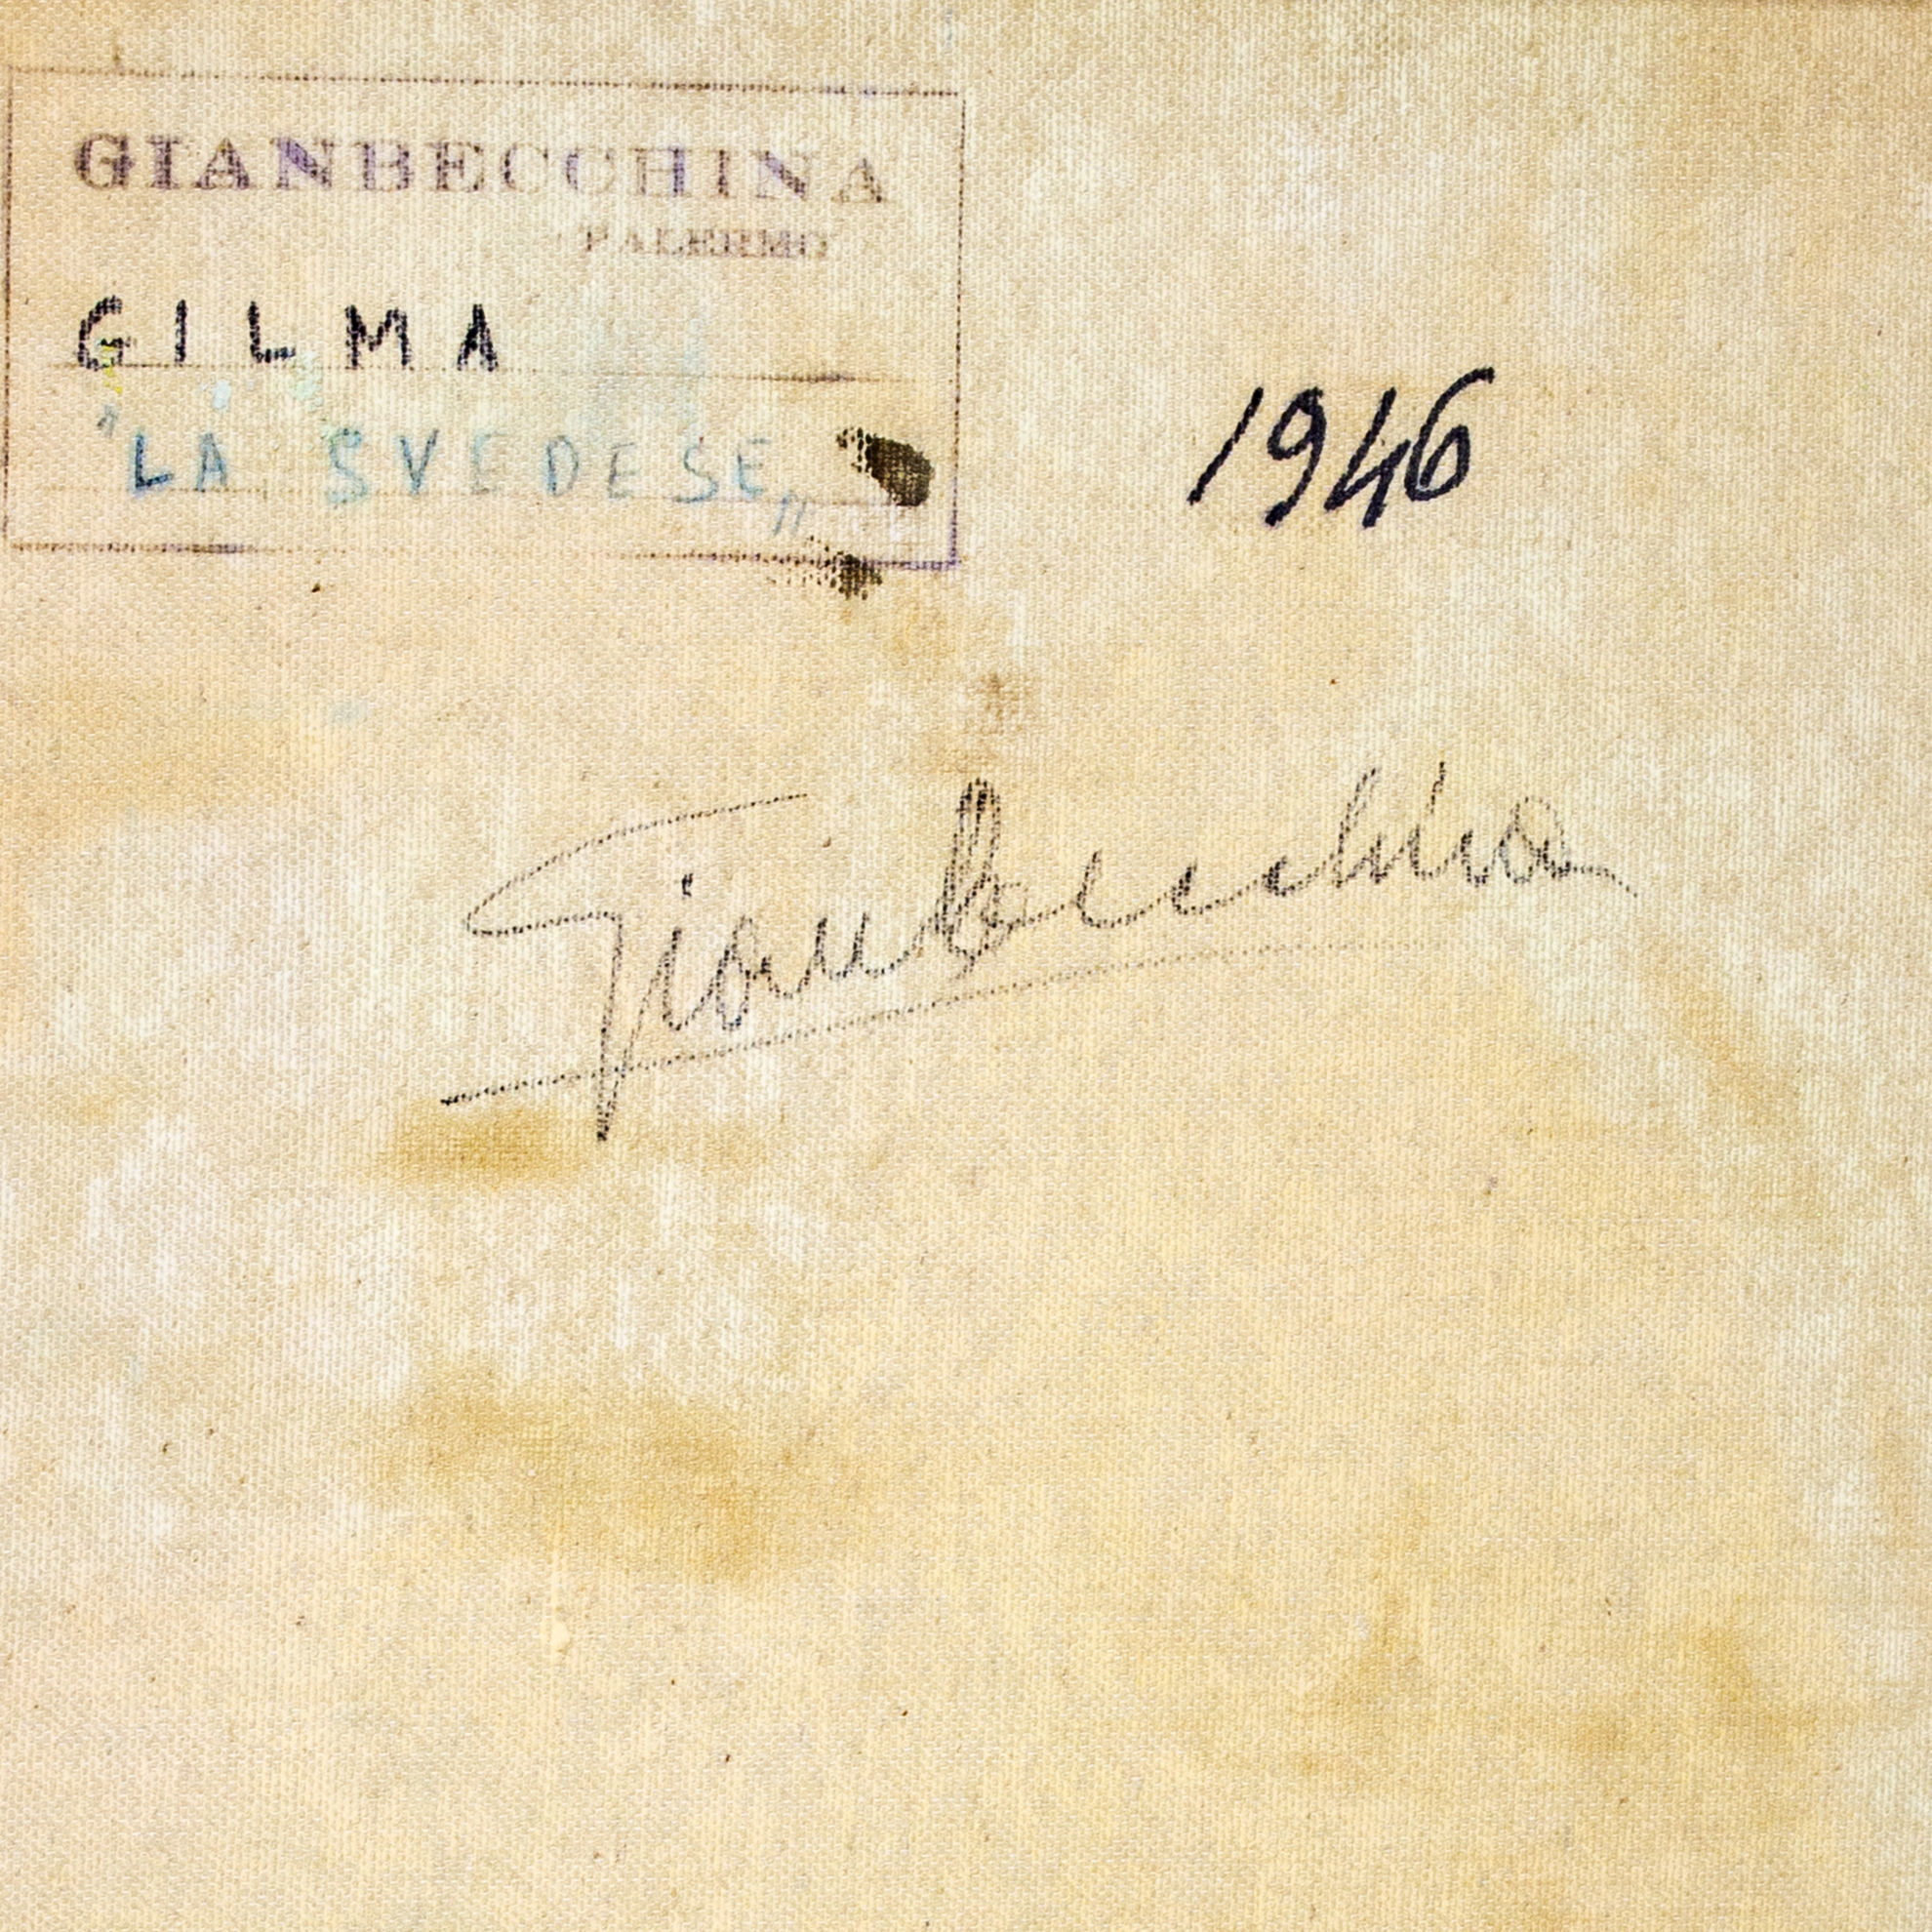 GIANBECCHINA
PALERMO
GILMA
"LA SVEDESE„
1946
GianBecchina